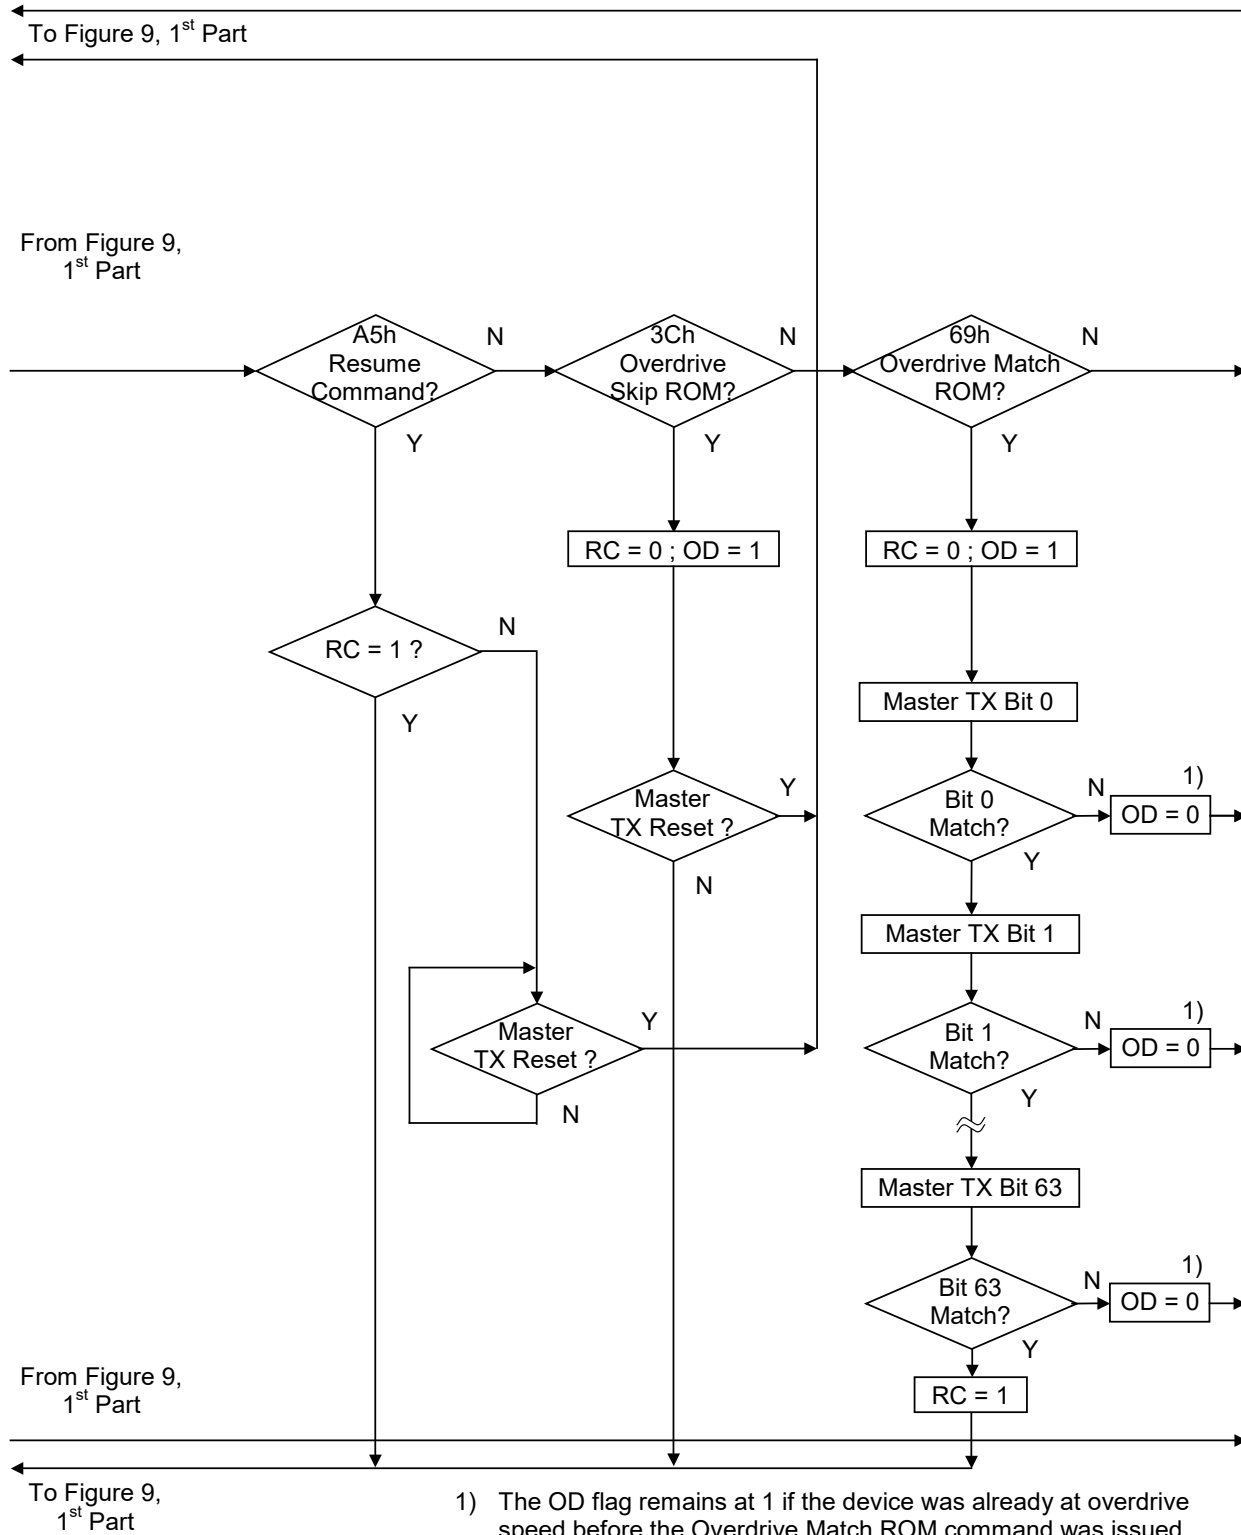 To Figure 9, 1st Part
From Figure 9,
1st Part
A5h
Resume
Command?
N
Y
3Ch
Overdrive
Skip ROM?
N
Y
69h
Overdrive Match
ROM?
N
Y
RC = 0 ; OD = 1
RC = 0 ; OD = 1
RC = 1 ?
N
Y
Master TX Bit 0
Master
TX Reset ?
Y
N
Bit 0
Match?
N
1)
OD = 0
Y
Master TX Bit 1
Master
TX Reset ?
Y
N
Bit 1
Match?
N
1)
OD = 0
Y
Master TX Bit 63
Bit 63
Match?
N
1)
OD = 0
Y
RC = 1
From Figure 9,
1st Part
To Figure 9,
1st Part
1) The OD flag remains at 1 if the device was already at overdrive
speed before the Overdrive Match ROM command was issued